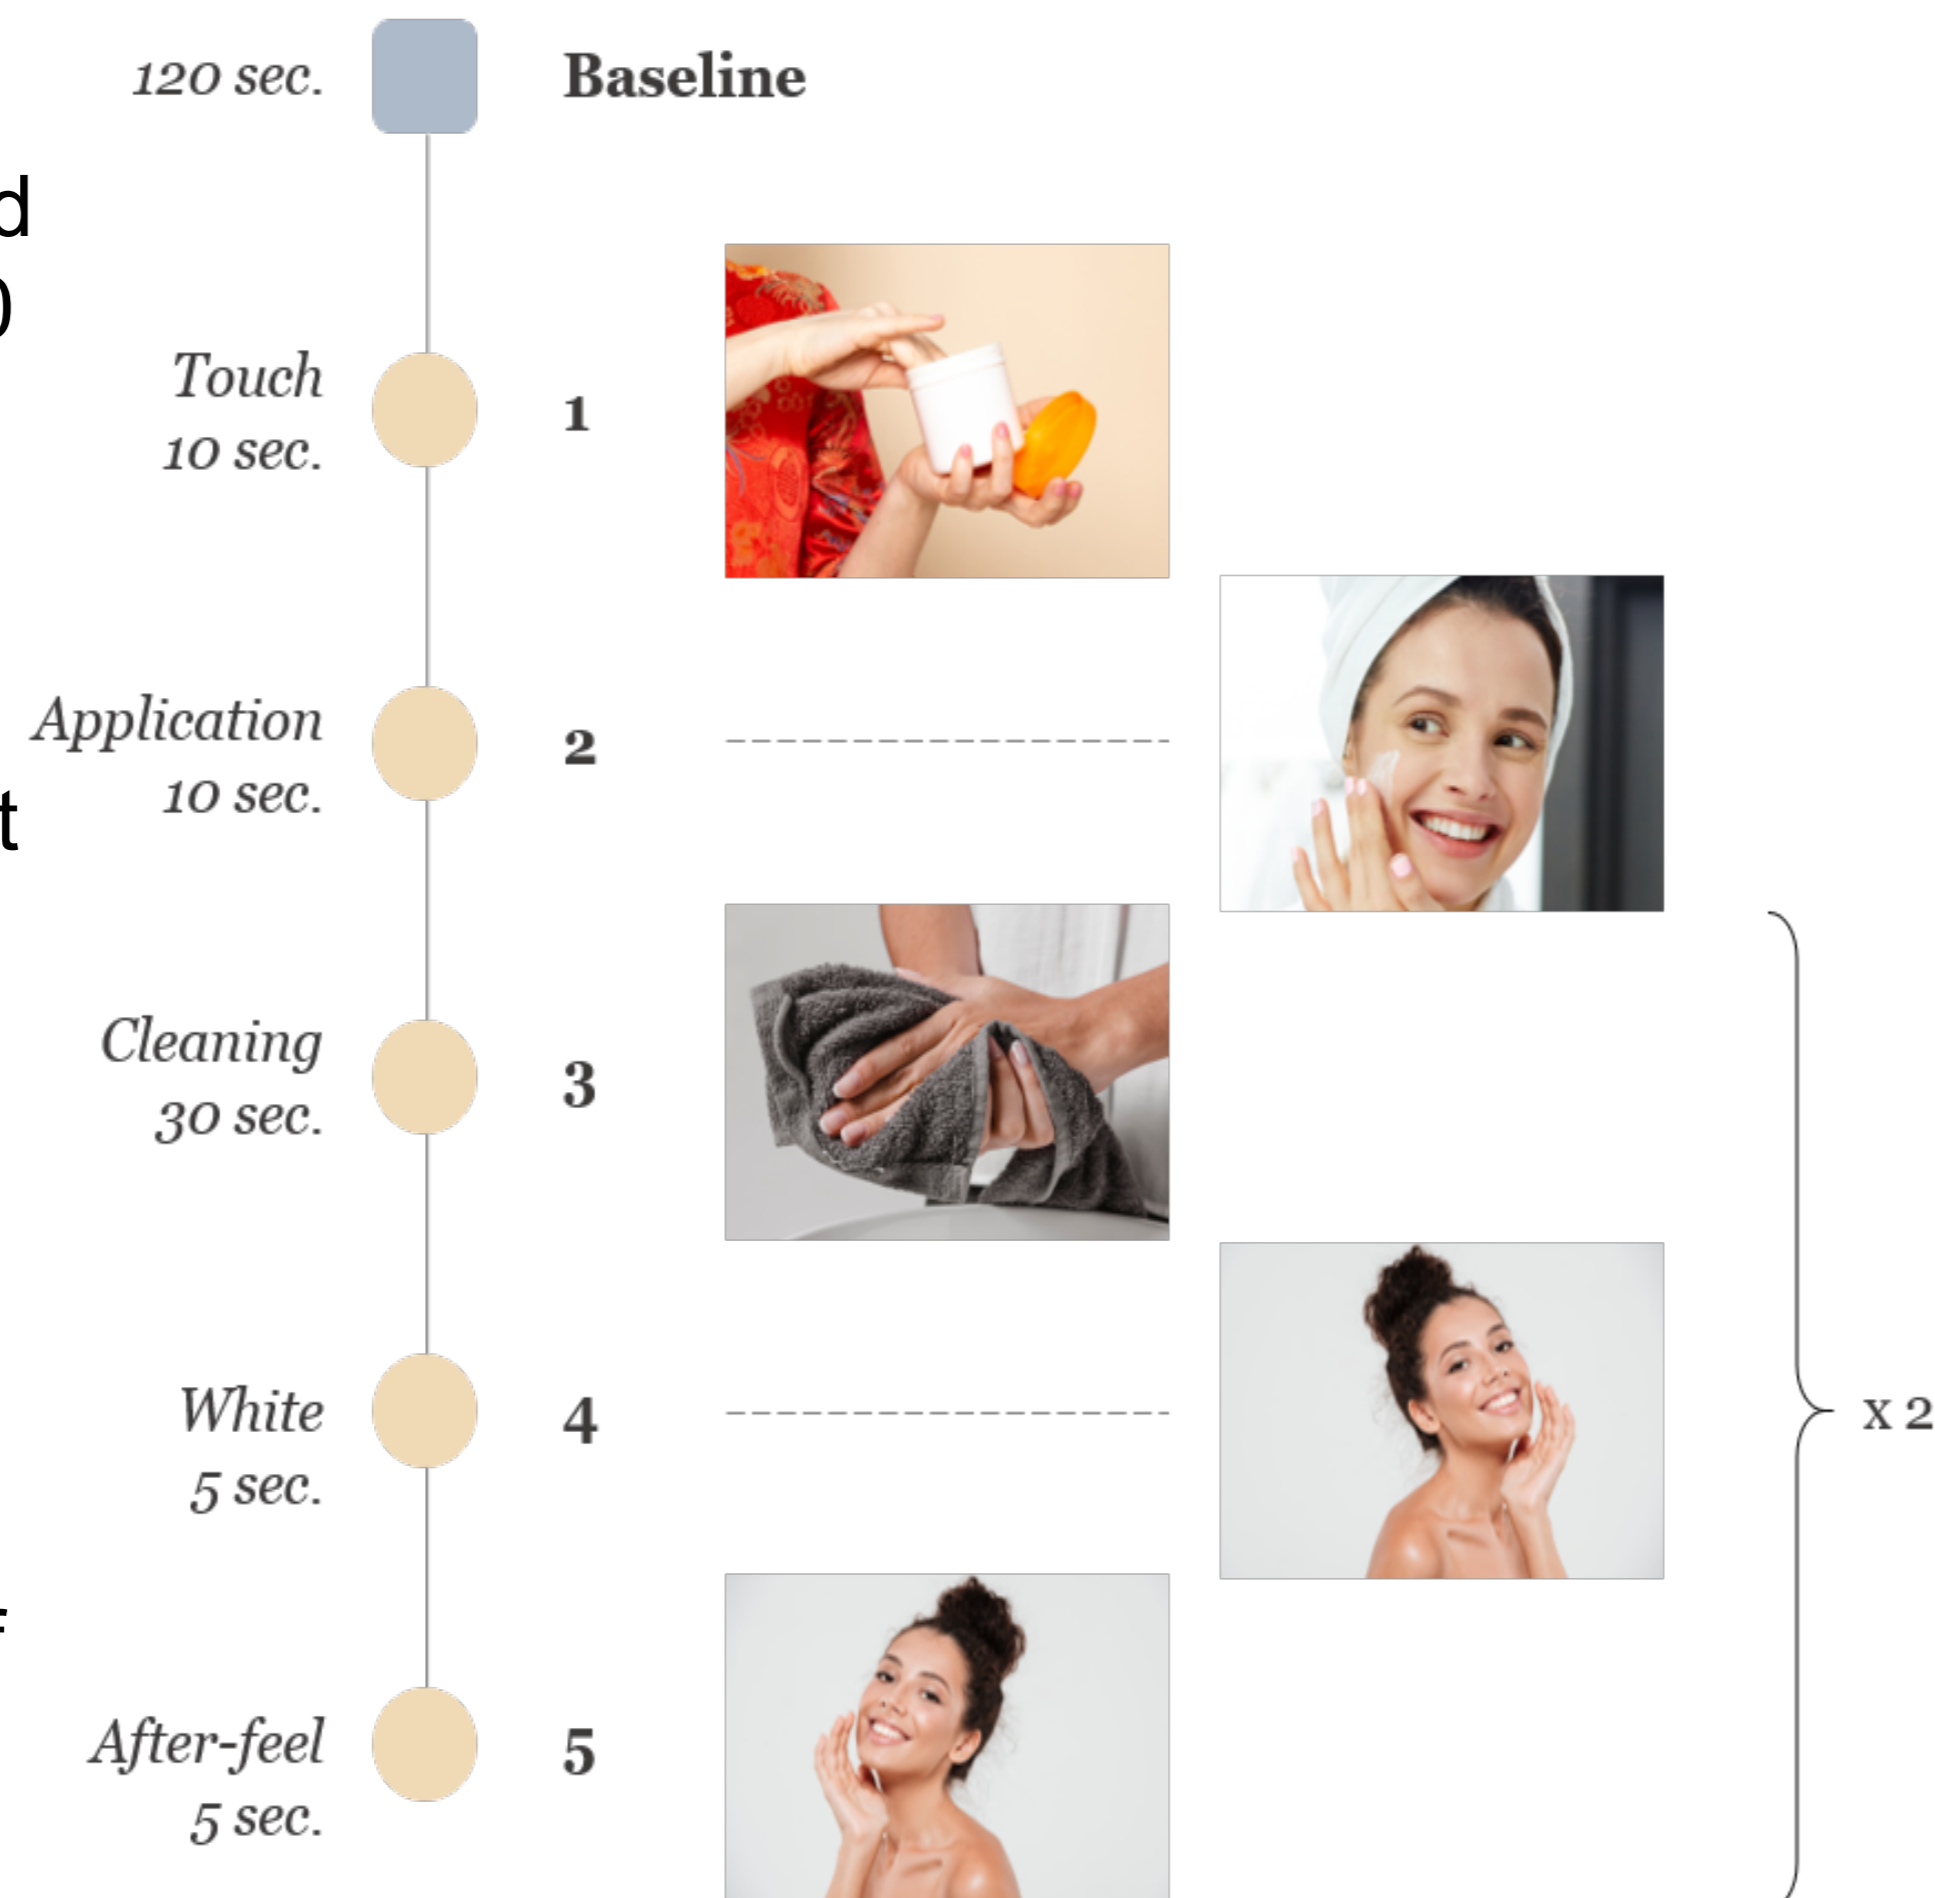 120 sec.
Baseline
d
Touch
10 sec.
1
Application
10 sec.
2
t
Cleaning
30 sec.
3
White
5 sec.
4
x 2
After-feel
5 sec.
5